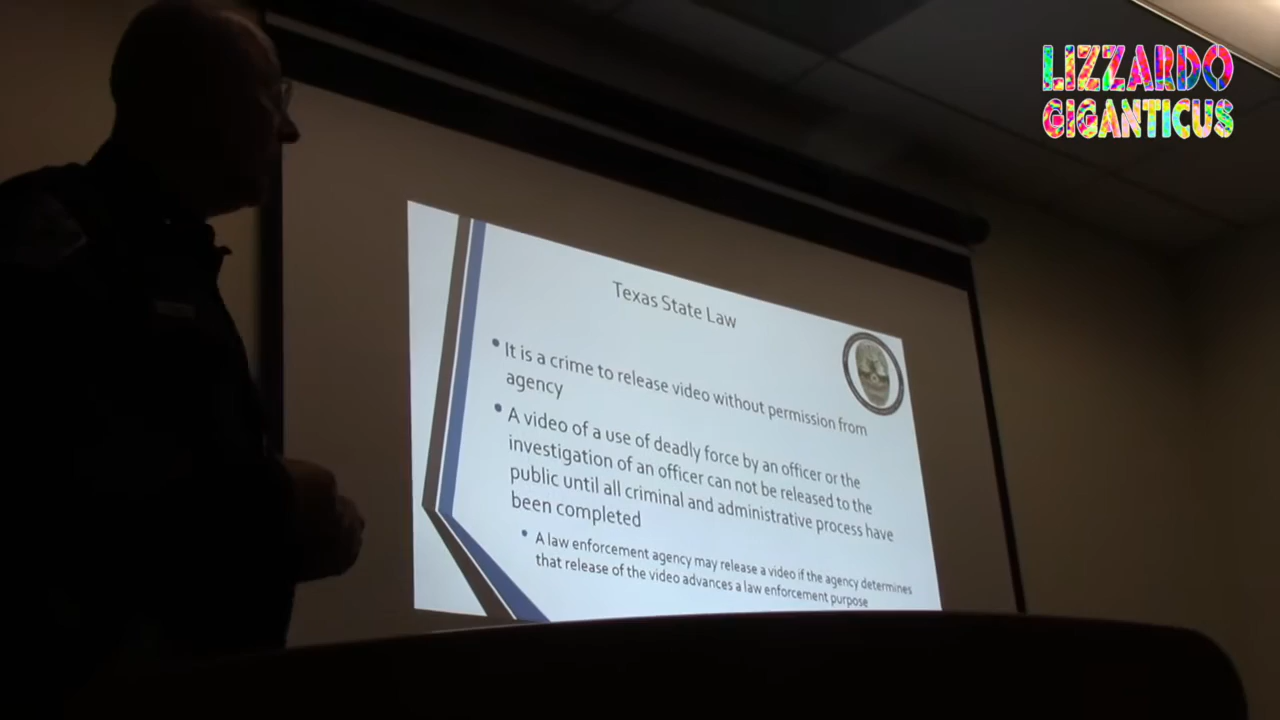 LIZZARDO
GIGANTICUS
Texas State Law
• It is a crime to release video without permission from
agency
• A video of a use of deadly force by an officer or the
investigation of an officer can not be released to the
public until all criminal and administrative process have
been completed
• A law enforcement agency may release a video if the agency determines
that release of the video advances a law enforcement purpose